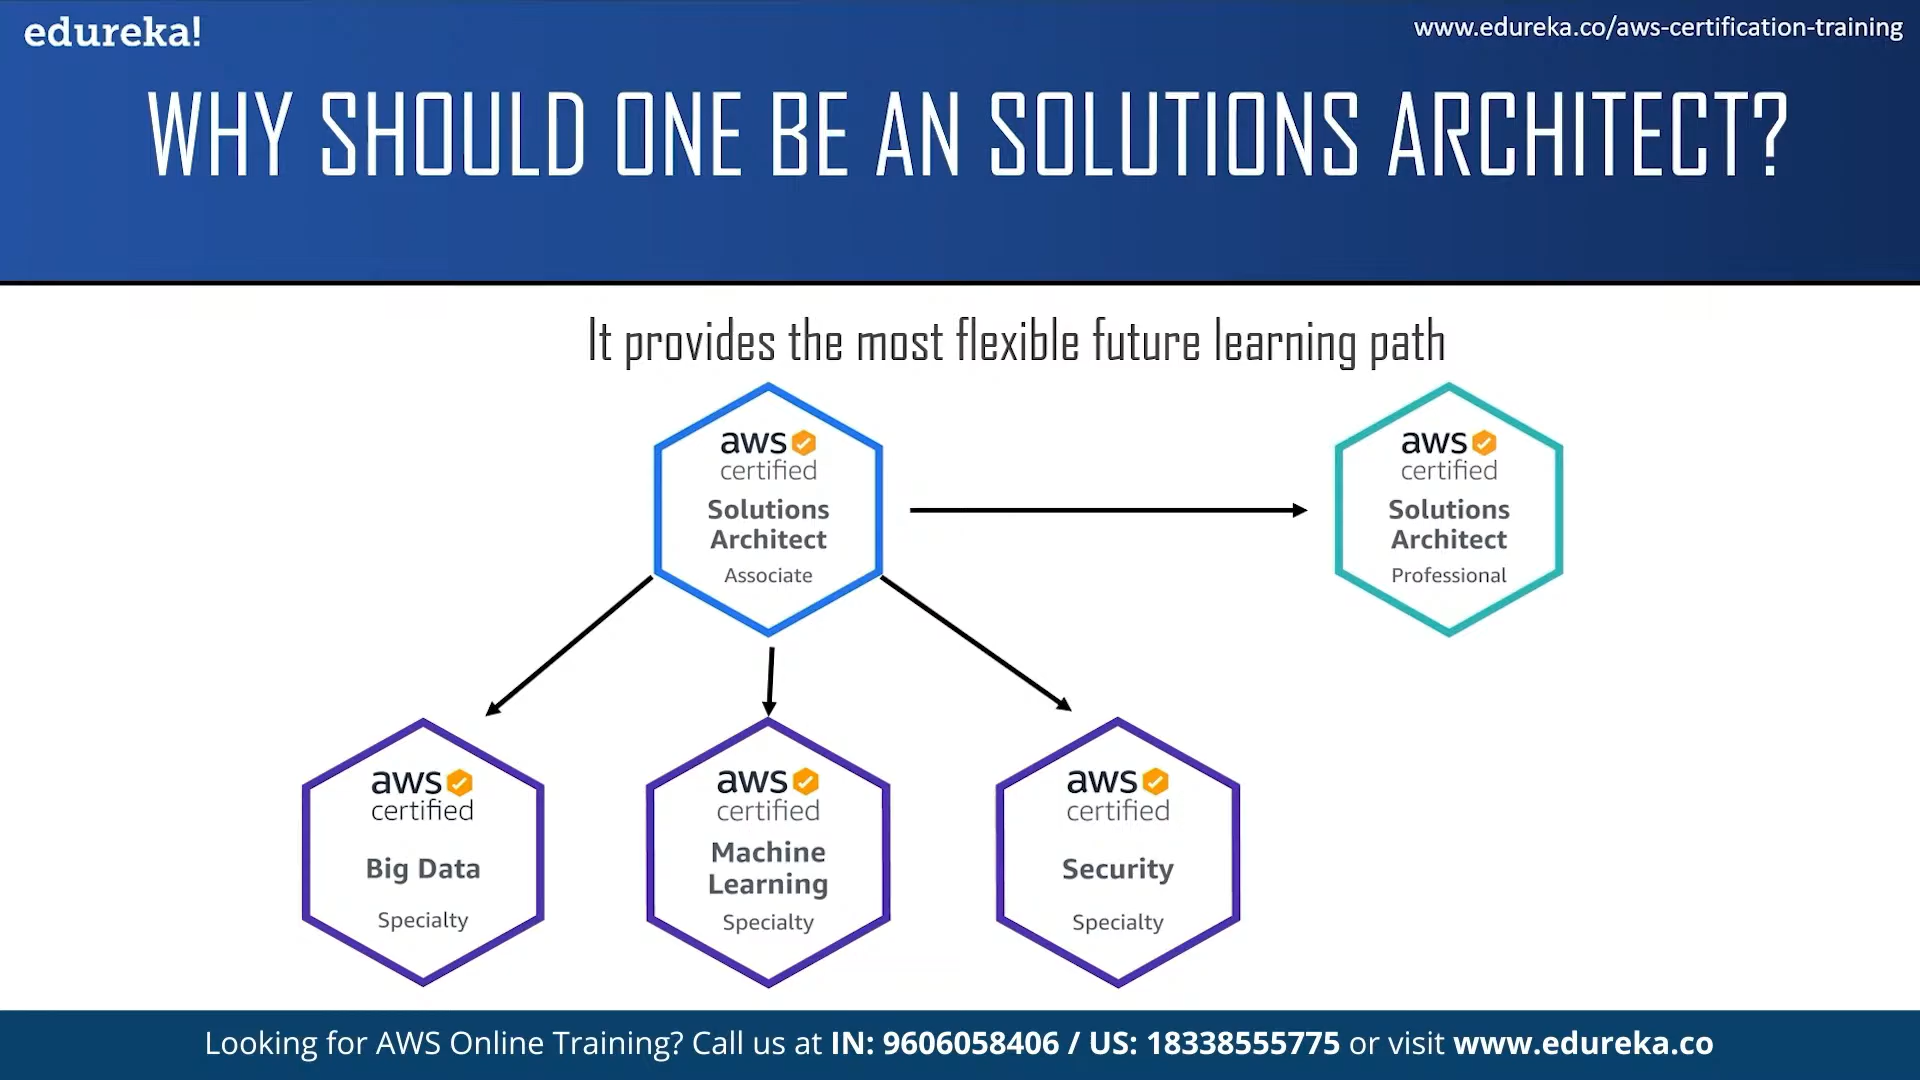 edureka!
www.edureka.co/aws-certification-training
WHY SHOULD ONE BE AN SOLUTIONS ARCHITECT?
It provides the most flexible future learning path
aws
certified
Solutions
Architect
Associate
aws
certified
Solutions
Architect
Professional
aws
certified
Big Data
Specialty
aws
certified
Machine
Learning
Specialty
aws
certified
Security
Specialty
Looking for AWS Online Training? Call us at IN: 9606058406 / US: 18338555775 or visit www.edureka.co